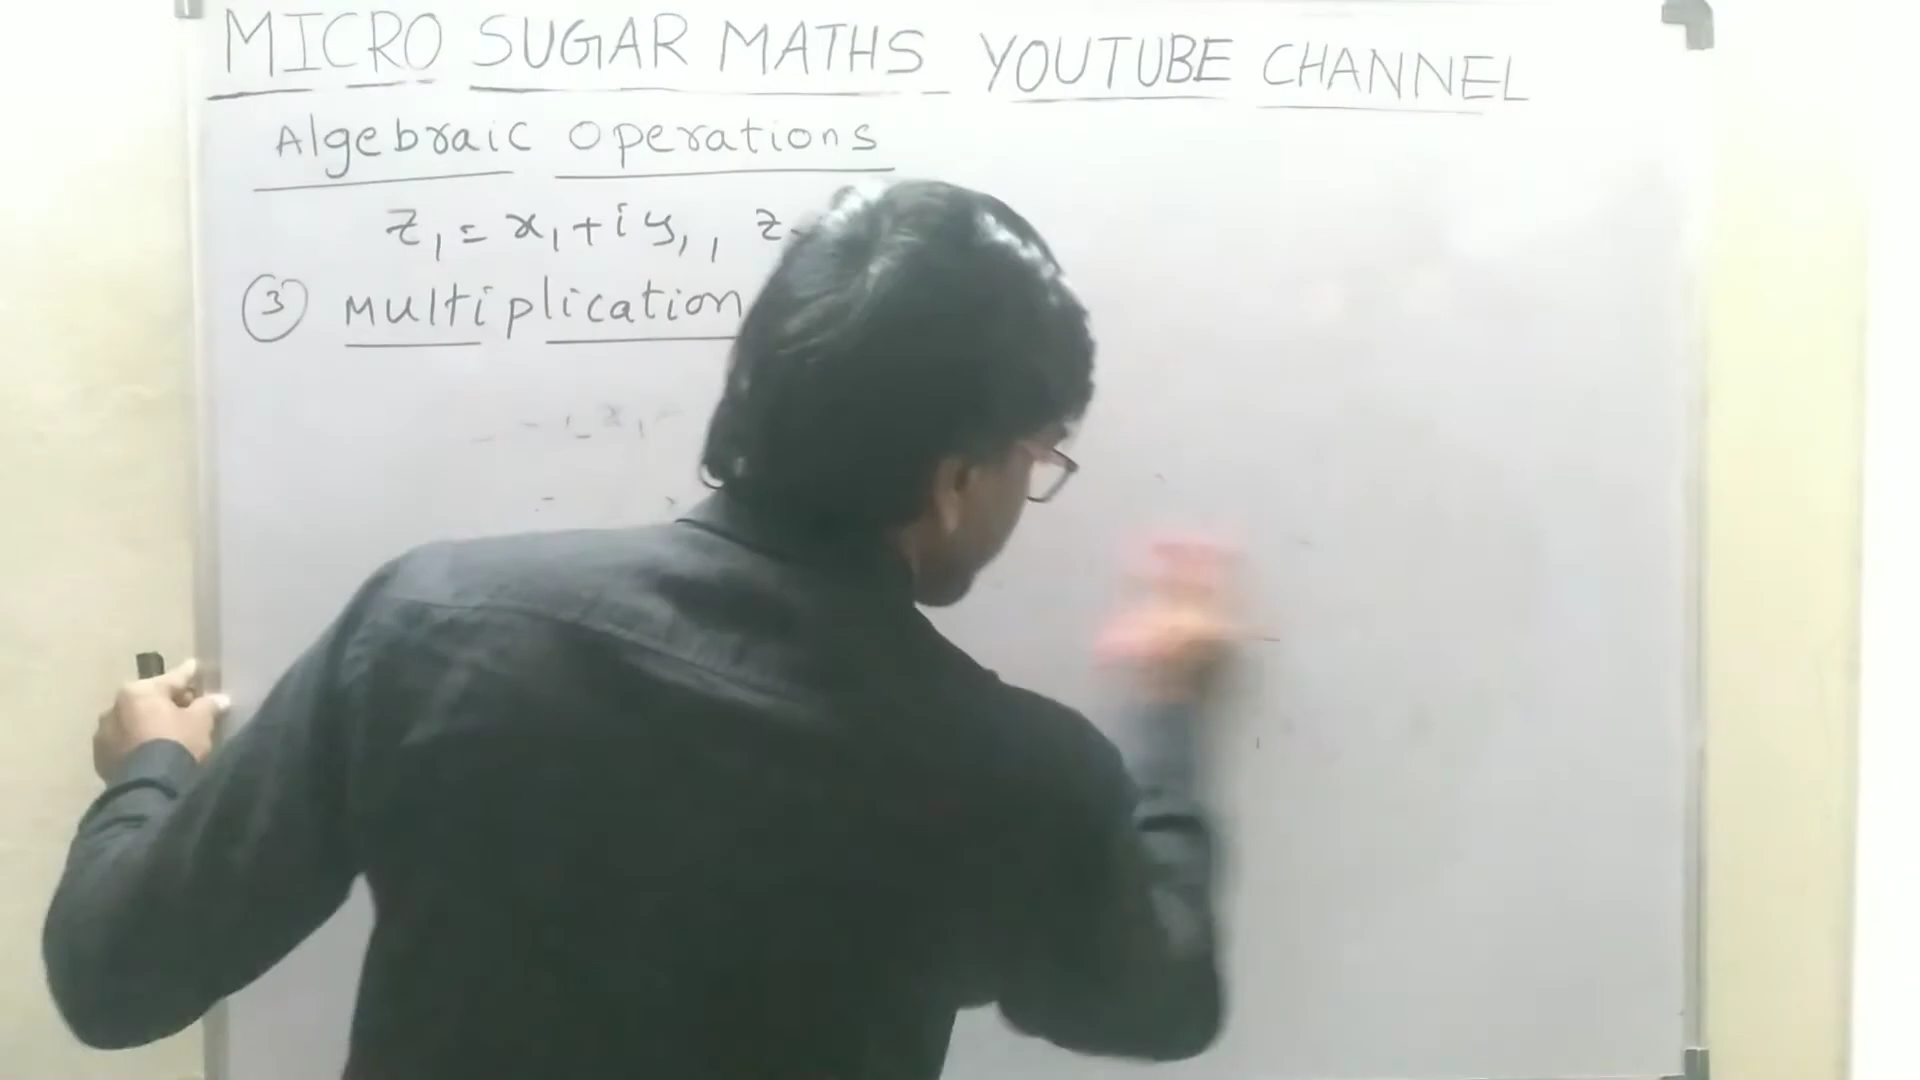 MICRO SUGAR MATHS YOUTUBE CHANNEL
Algebraic Operations
z₁ = x₁ + iy₁, z
③ Multiplication